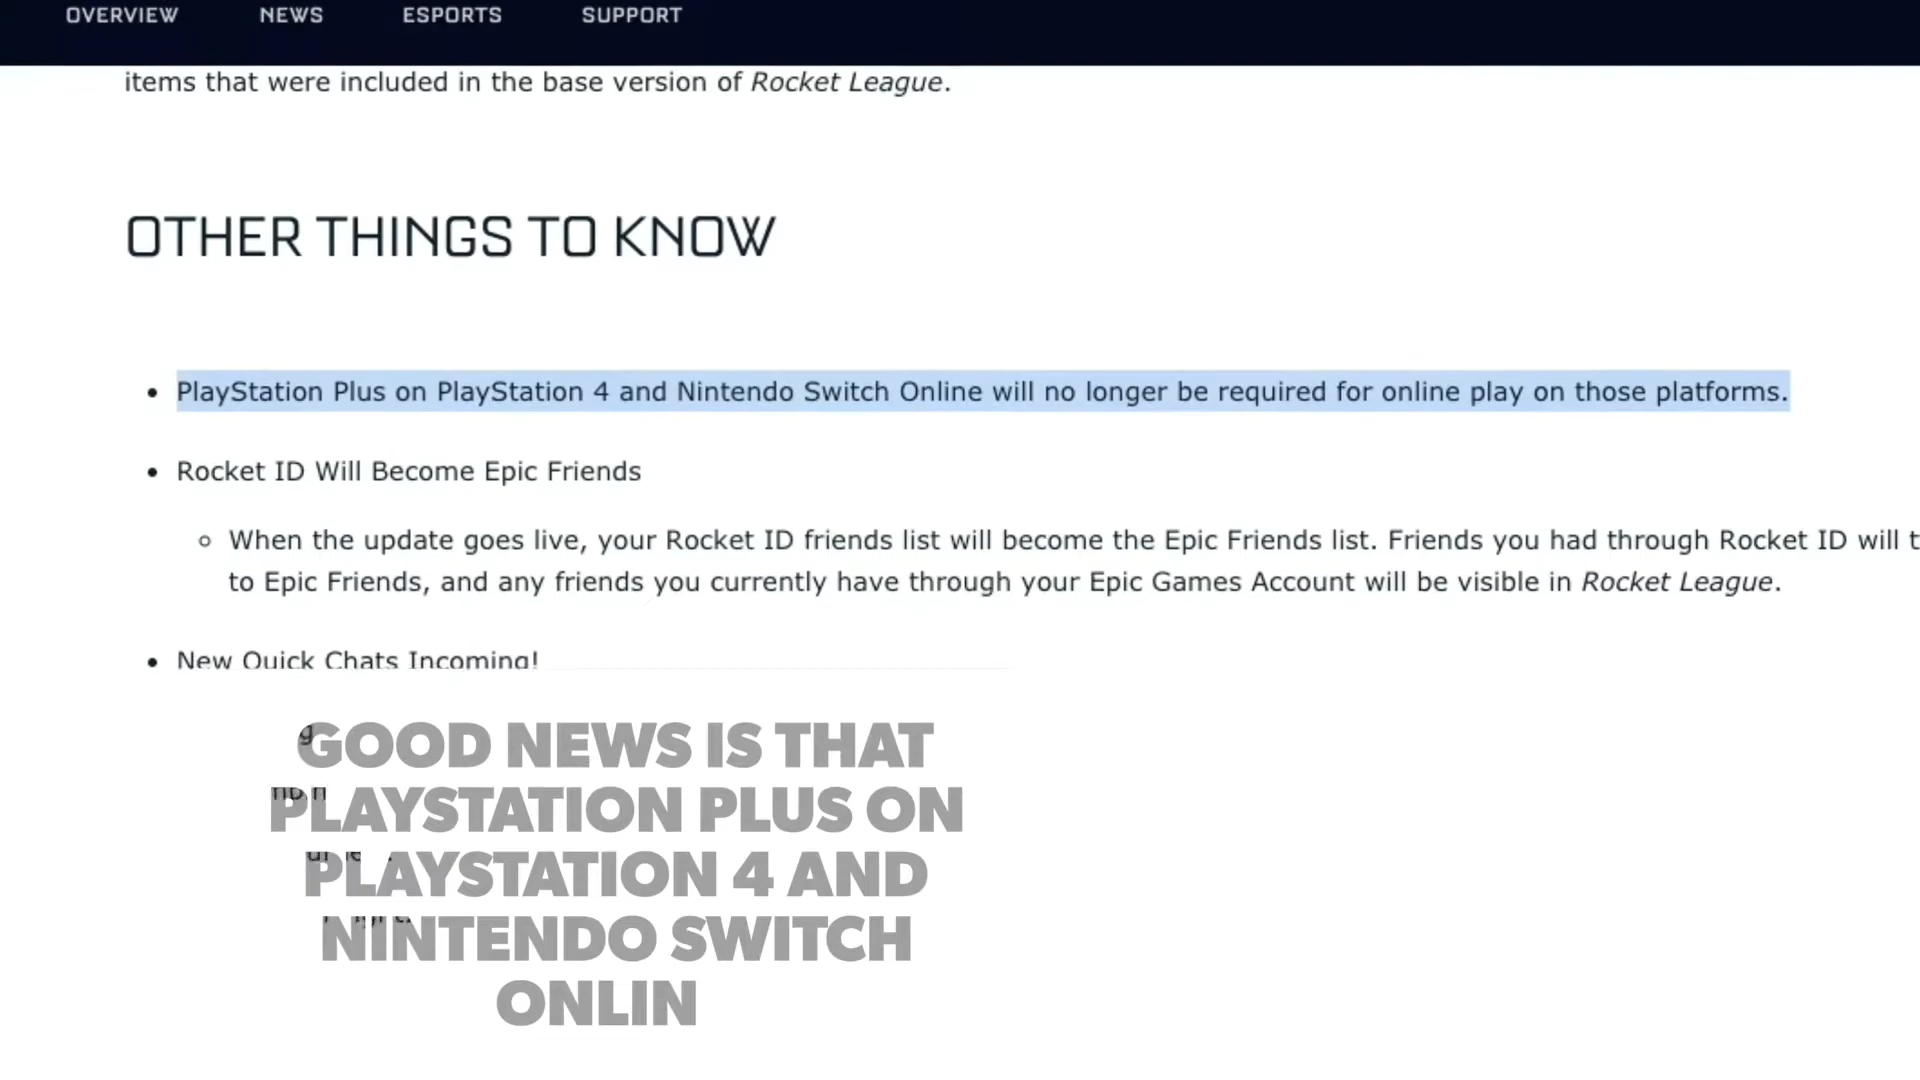 OVERVIEW NEWS ESPORTS SUPPORT
items that were included in the base version of Rocket League.
OTHER THINGS TO KNOW
• PlayStation Plus on PlayStation 4 and Nintendo Switch Online will no longer be required for online play on those platforms.
• Rocket ID Will Become Epic Friends
◦ When the update goes live, your Rocket ID friends list will become the Epic Friends list. Friends you had through Rocket ID will t
to Epic Friends, and any friends you currently have through your Epic Games Account will be visible in Rocket League.
• New Quick Chats Incoming!
GOOD NEWS IS THAT
PLAYSTATION PLUS ON
PLAYSTATION 4 AND
NINTENDO SWITCH
ONLIN